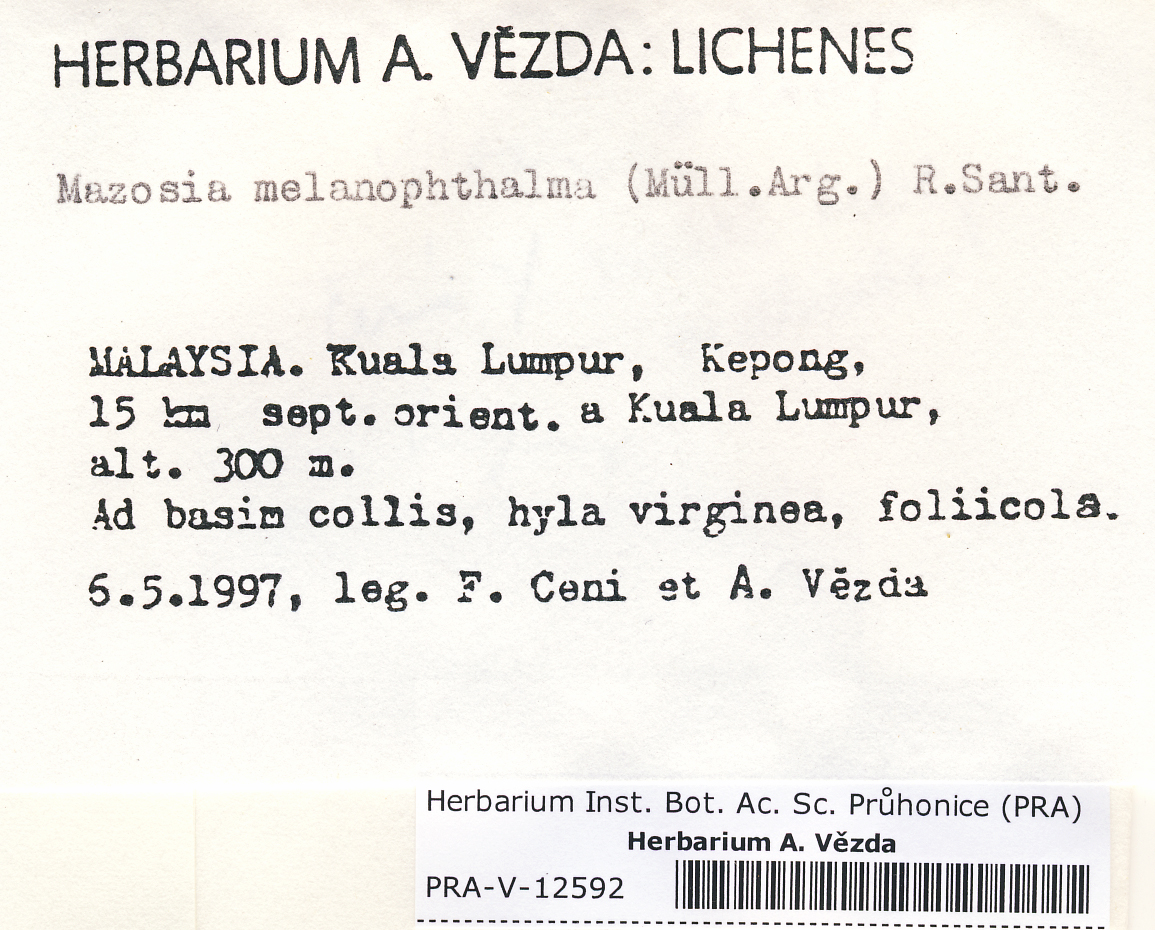 HERBARIUM A. VĚZDA: LICHENES
Mazosia melanophthalma (Müll.Arg.) R.Sant.
MALAYSIA. Kuala Lumpur, Kepong,
15 km sept.orient. a Kuala Lumpur,
alt. 300 m.
Ad basim collis, hyla virginea, foliicola.
6.5.1997, leg. F. Ceni et A. Vězda
Herbarium Inst. Bot. Ac. Sc. Průhonice (PRA)
Herbarium A. Vězda
PRA-V-12592